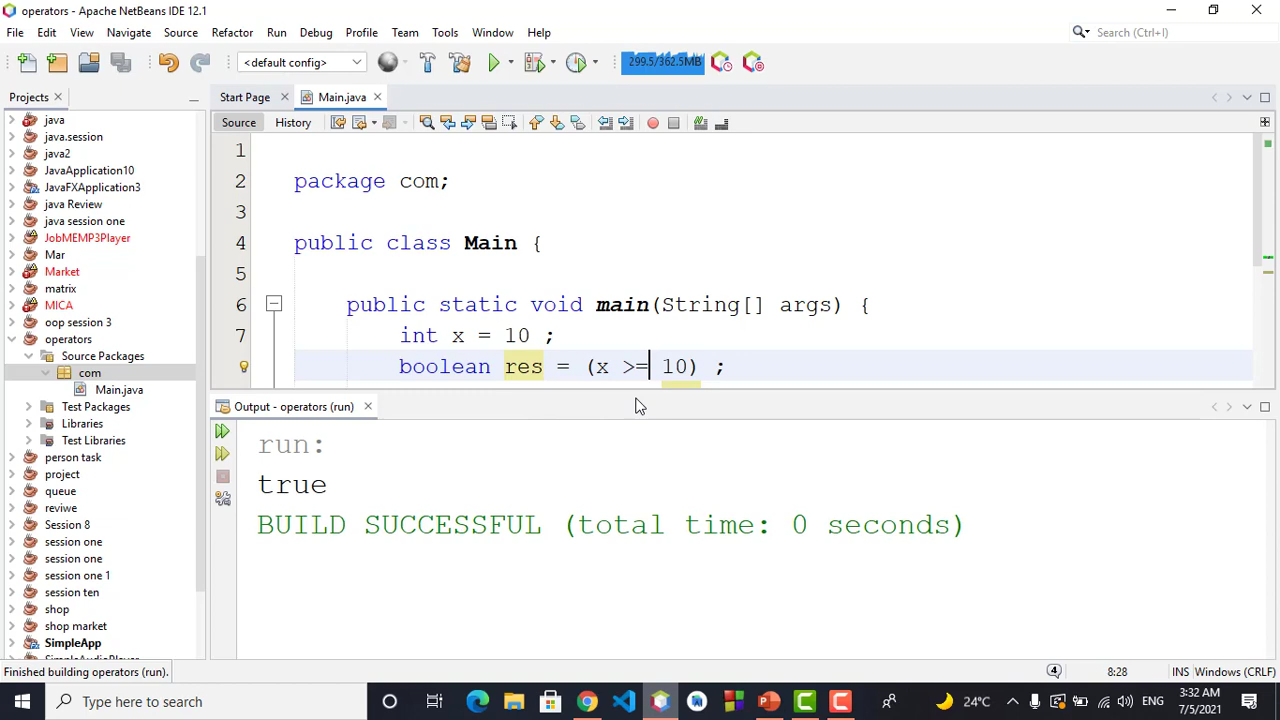 operators - Apache NetBeans IDE 12.1
File Edit View Navigate Source Refactor Run Debug Profile Team Tools Window Help
Search (Ctrl+I)
<default config>
299.5/362.5MB
Projects
Start Page
Main.java
Source
History
java
java.session
java2
JavaApplication10
JavaFXApplication3
java Review
java session one
JobMEMP3Player
Mar
Market
matrix
MICA
oop session 3
operators
Source Packages
com
Main.java
Test Packages
Libraries
Test Libraries
person task
project
queue
reviwe
Session 8
session one
session one
session one 1
session ten
shop
shop market
SimpleApp
SimpleAudioPlayer
1
2 package com;
3
4 public class Main {
5
6 public static void main(String[] args) {
7 int x = 10 ;
boolean res = (x >= 10) ;
Output - operators (run)
run:
true
BUILD SUCCESSFUL (total time: 0 seconds)
Finished building operators (run).
4
8:28
INS
Windows (CRLF)
Type here to search
24°C
ENG
3:32 AM
7/5/2021